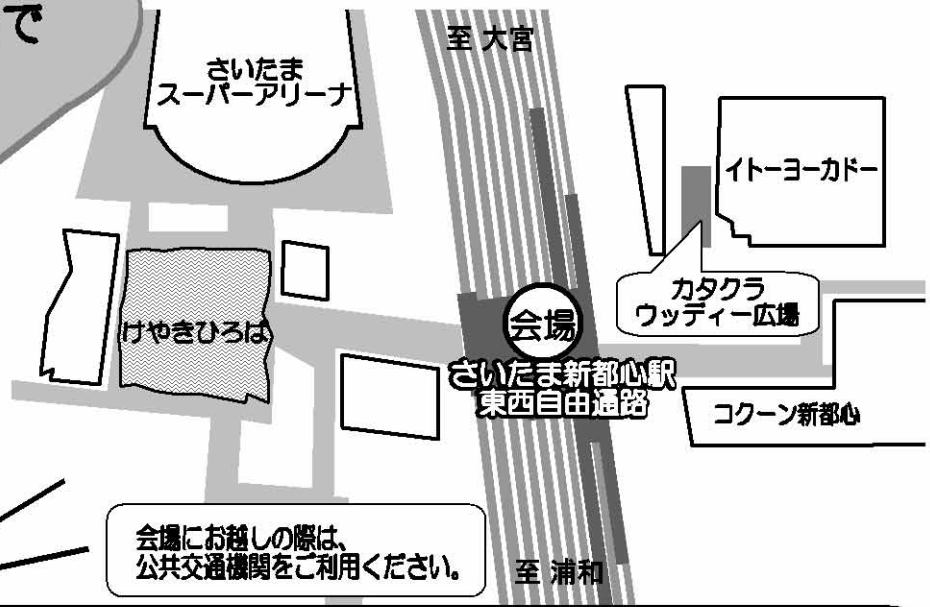 で
至 大宮
さいたま
スーパーアリーナ
イトーヨーカドー
カタクラ
ウッディー広場
けやきひろば
会場
さいたま新都心駅
東西自由通路
コクーン新都心
会場にお越しの際は、
公共交通機関をご利用ください。
至 浦和